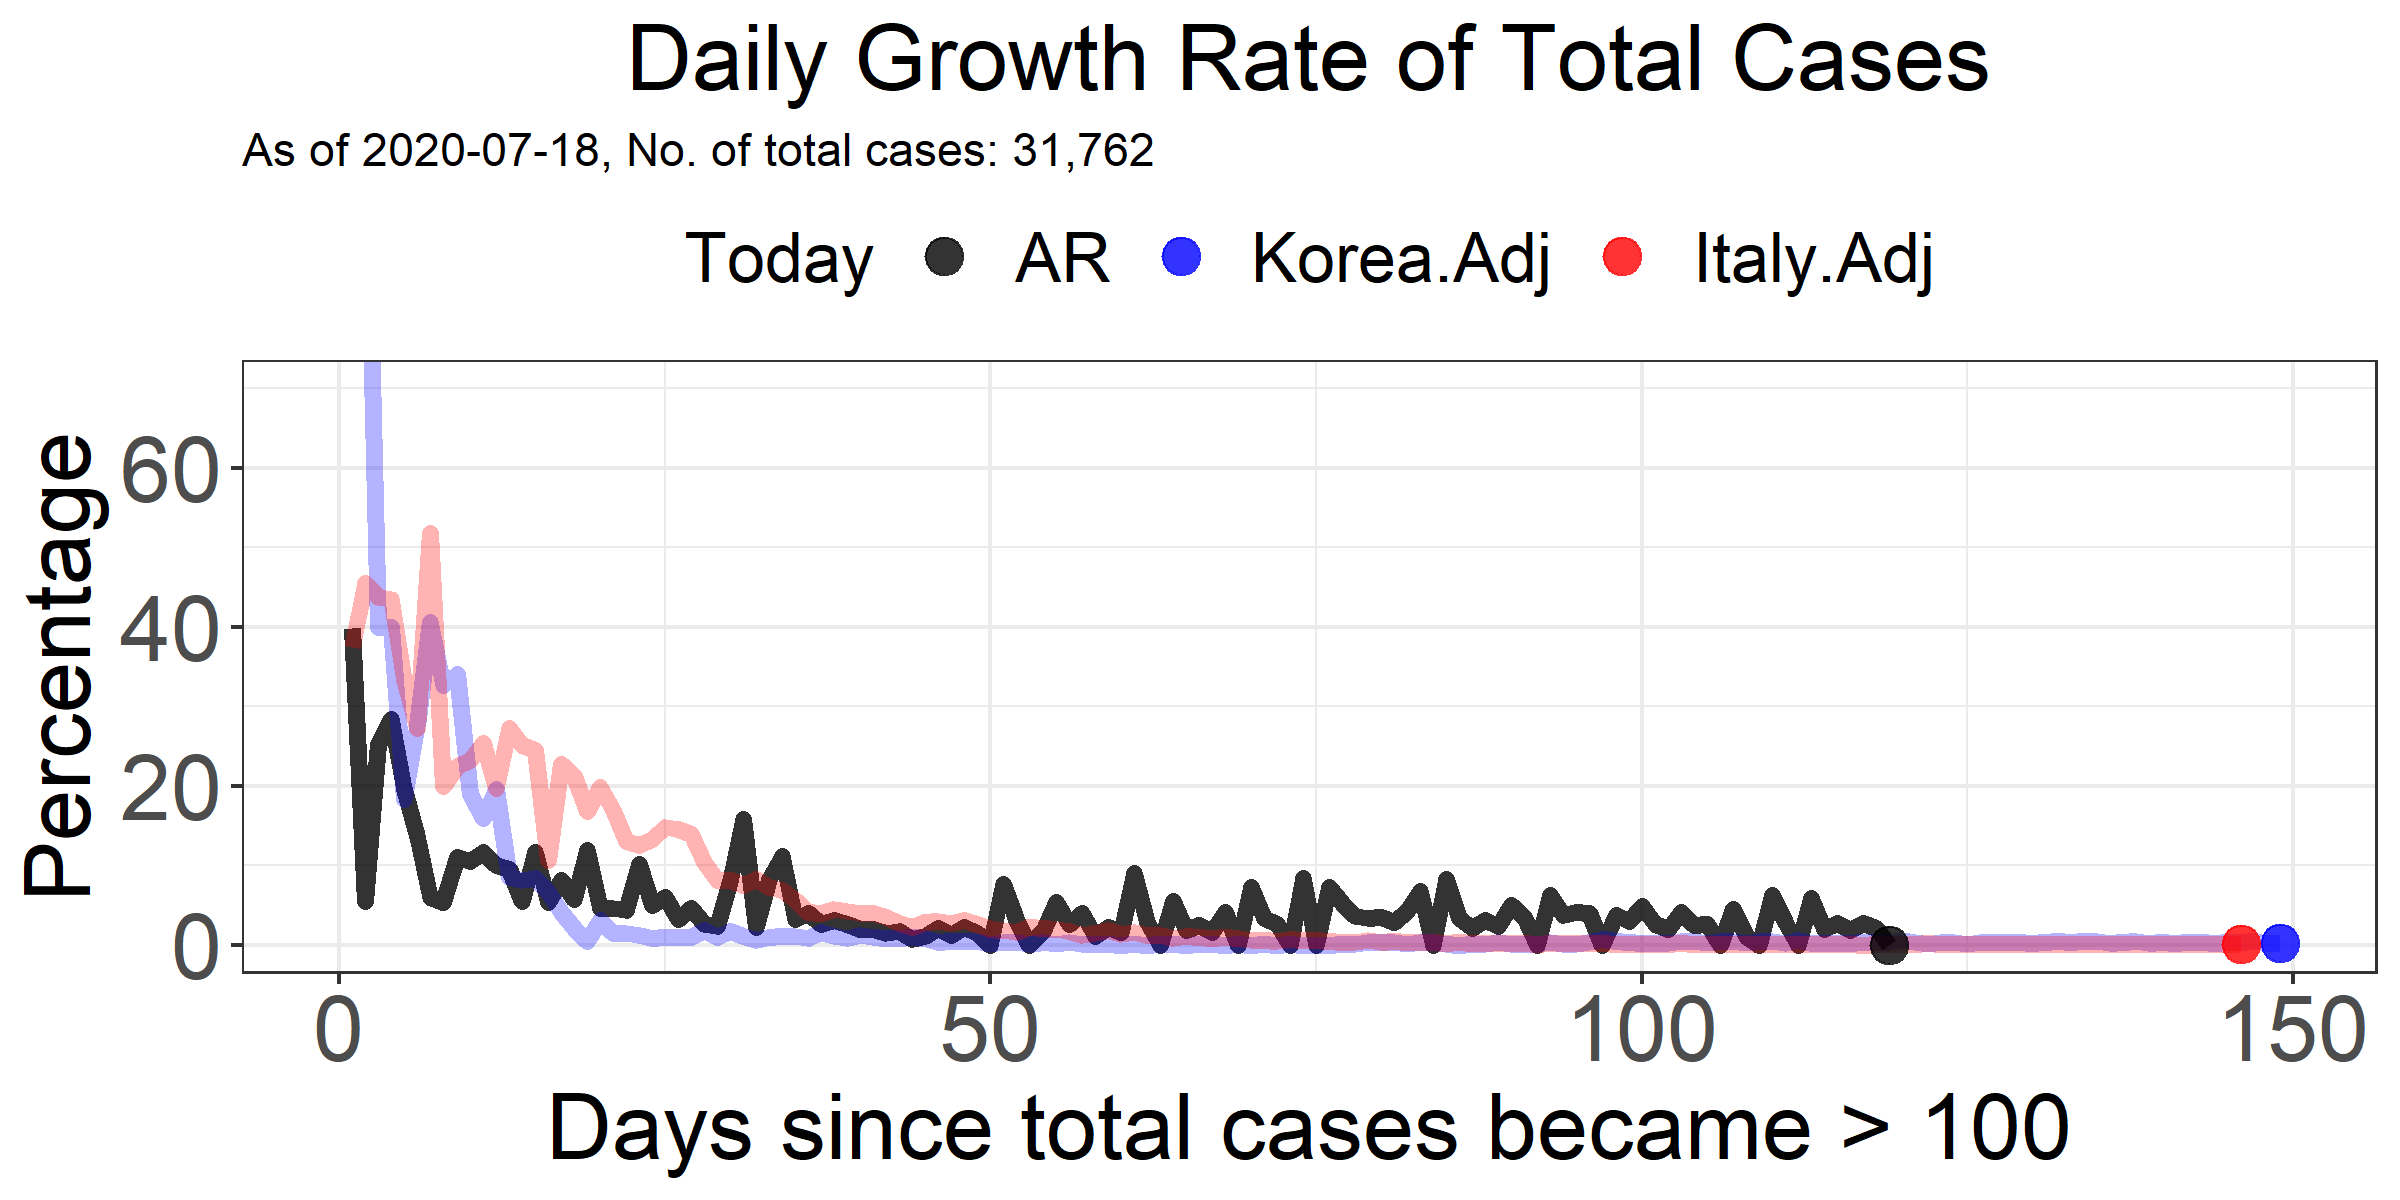 Daily Growth Rate of Total Cases
As of 2020-07-18, No. of total cases: 31,762
Today AR Korea.Adj Italy.Adj
Percentage
60
40
20
0
0 50 100 150
Days since total cases became > 100